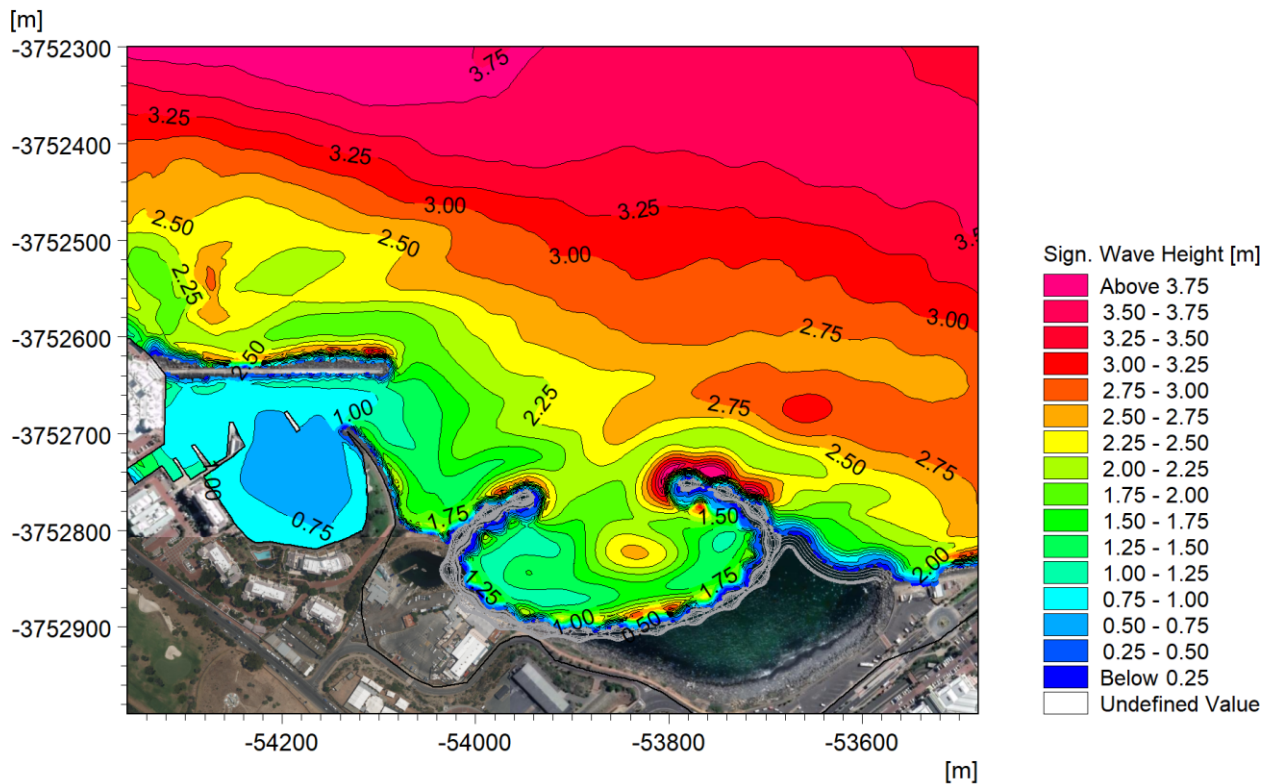 [m]
-3752300
-3752400
-3752500
-3752600
-3752700
-3752800
-3752900
-54200
-54000
-53800
-53600
[m]
3.75
3.25
3.25
3.00
3.25
2.50
2.50
3.00
2.25
3.00
2.75
2.50
2.25
2.75
1.00
2.50
2.75
1.00
1.75
1.50
0.75
2.00
1.25
1.75
1.00
0.50
Sign. Wave Height [m]
Above 3.75
3.50 - 3.75
3.25 - 3.50
3.00 - 3.25
2.75 - 3.00
2.50 - 2.75
2.25 - 2.50
2.00 - 2.25
1.75 - 2.00
1.50 - 1.75
1.25 - 1.50
1.00 - 1.25
0.75 - 1.00
0.50 - 0.75
0.25 - 0.50
Below 0.25
Undefined Value